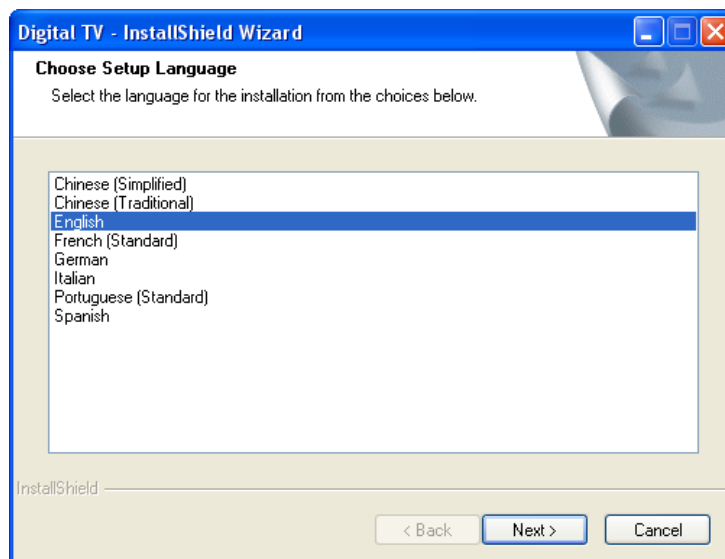 Digital TV - InstallShield Wizard
Choose Setup Language
Select the language for the installation from the choices below.
Chinese (Simplified)
Chinese (Traditional)
English
French (Standard)
German
Italian
Portuguese (Standard)
Spanish
InstallShield
< Back Next > Cancel